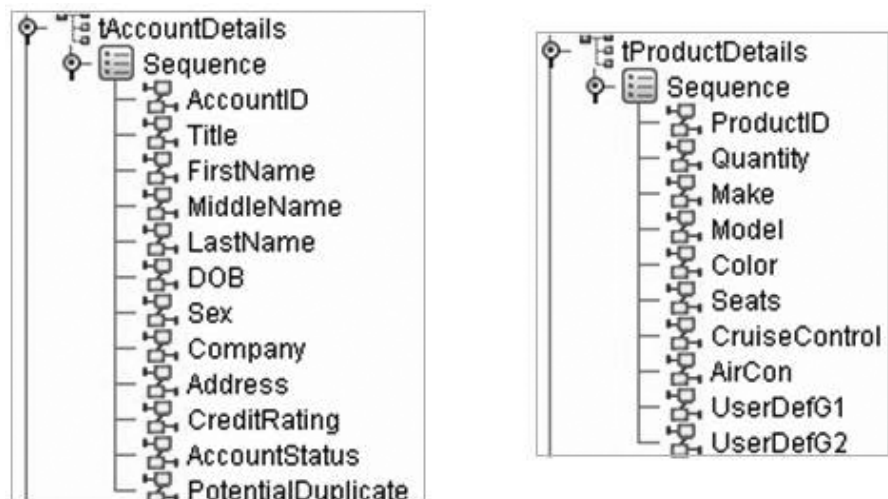 tAccountDetails
Sequence
AccountID
Title
FirstName
MiddleName
LastName
DOB
Sex
Company
Address
CreditRating
AccountStatus
PotentialDuplicate
tProductDetails
Sequence
ProductID
Quantity
Make
Model
Color
Seats
CruiseControl
AirCon
UserDefG1
UserDefG2